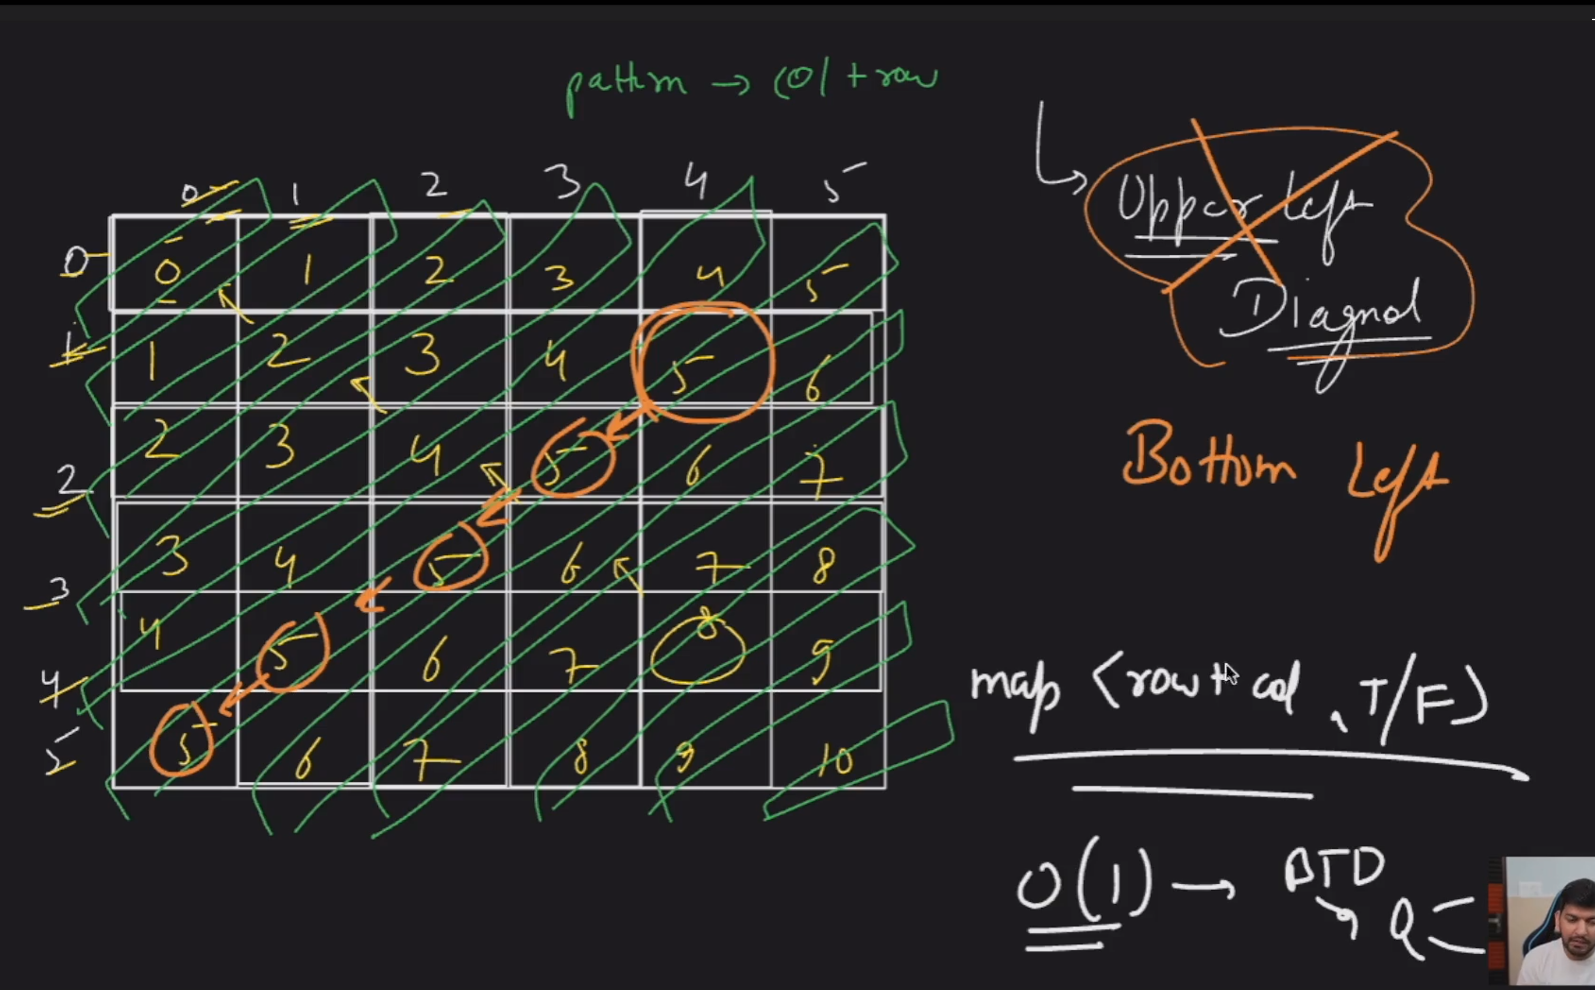 pattern → col + row
0 1 2 3 4 5
0 0 1 2 3 4 5
1 1 2 3 4 5 6
2 2 3 4 5 6 7
3 3 4 5 6 7 8
4 4 5 6 7 8 9
5 5 6 7 8 9 10
Upper Left
Diagnol
Bottom Left
map <row + col , T/F>
O(1) →
Q